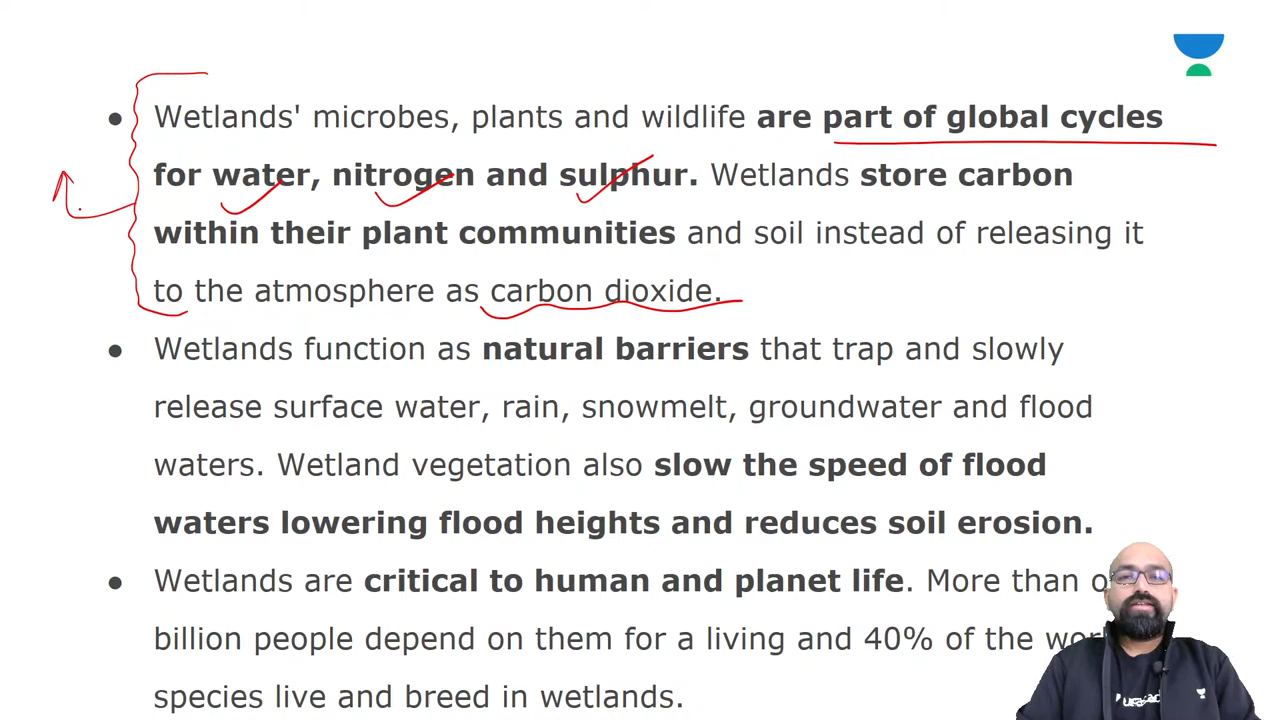 Wetlands' microbes, plants and wildlife are part of global cycles
for water, nitrogen and sulphur. Wetlands store carbon
within their plant communities and soil instead of releasing it
to the atmosphere as carbon dioxide.
Wetlands function as natural barriers that trap and slowly
release surface water, rain, snowmelt, groundwater and flood
waters. Wetland vegetation also slow the speed of flood
waters lowering flood heights and reduces soil erosion.
Wetlands are critical to human and planet life. More than
billion people depend on them for a living and 40% of the
species live and breed in wetlands.